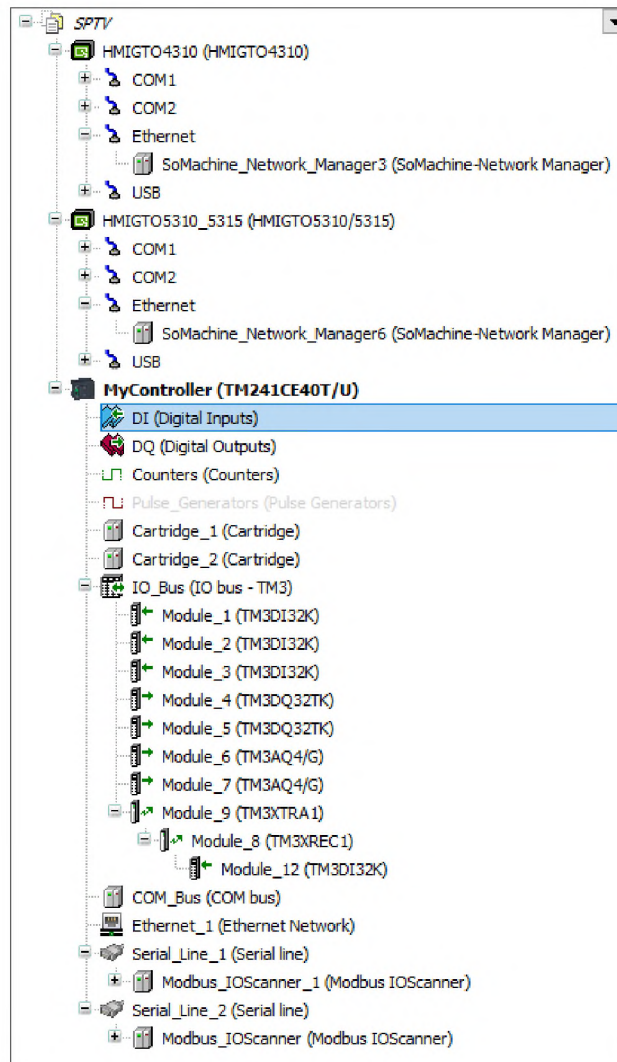 SPTV
HMIGTO4310 (HMIGTO4310)
COM1
COM2
Ethernet
SoMachine_Network_Manager3 (SoMachine-Network Manager)
USB
HMIGTO5310_5315 (HMIGTO5310/5315)
COM1
COM2
Ethernet
SoMachine_Network_Manager6 (SoMachine-Network Manager)
USB
MyController (TM241CE40T/U)
DI (Digital Inputs)
DQ (Digital Outputs)
Counters (Counters)
Pulse_Generators (Pulse Generators)
Cartridge_1 (Cartridge)
Cartridge_2 (Cartridge)
IO_Bus (IO bus - TM3)
Module_1 (TM3DI32K)
Module_2 (TM3DI32K)
Module_3 (TM3DI32K)
Module_4 (TM3DQ32TK)
Module_5 (TM3DQ32TK)
Module_6 (TM3AQ4/G)
Module_7 (TM3AQ4/G)
Module_9 (TM3XTRA1)
Module_8 (TM3XREC1)
Module_12 (TM3DI32K)
COM_Bus (COM bus)
Ethernet_1 (Ethernet Network)
Serial_Line_1 (Serial line)
Modbus_IOScanner_1 (Modbus IOScanner)
Serial_Line_2 (Serial line)
Modbus_IOScanner (Modbus IOScanner)